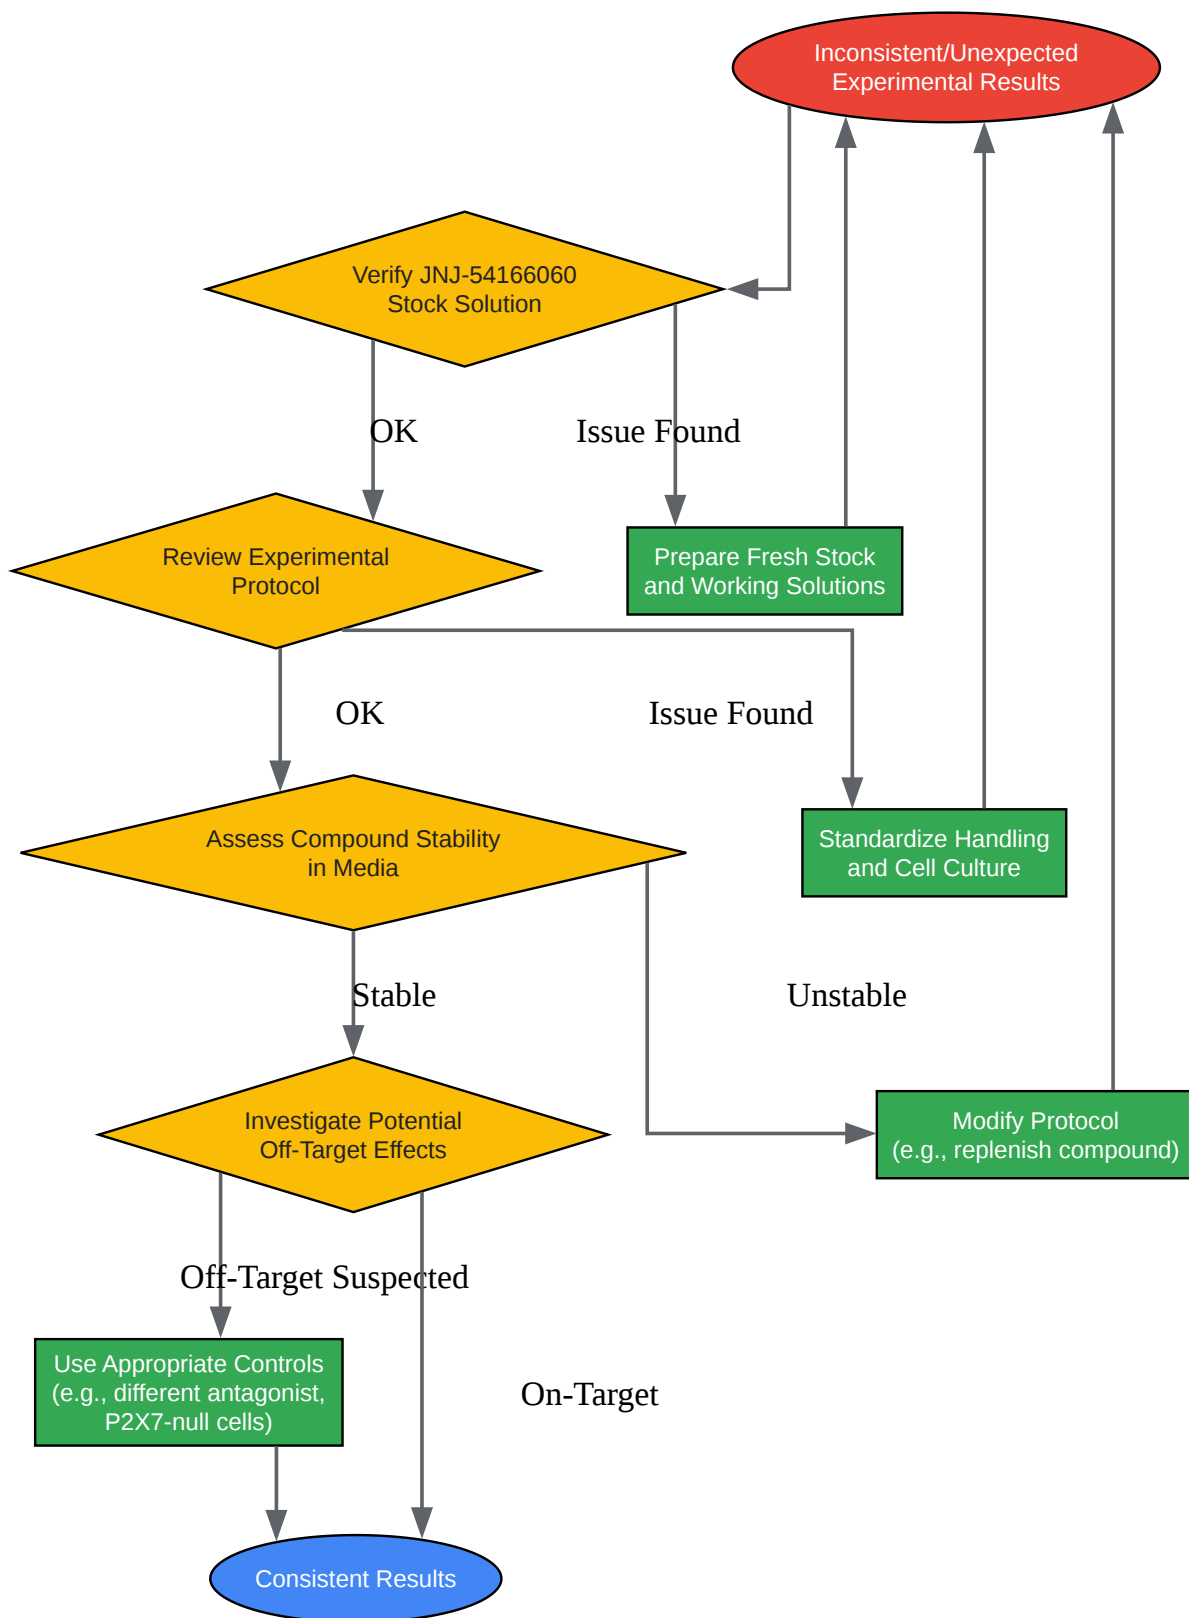 Inconsistent/Unexpected
Experimental Results
Verify JNJ-54166060
Stock Solution
OK
Issue Found
Review Experimental
Protocol
Prepare Fresh Stock
and Working Solutions
OK
Issue Found
Assess Compound Stability
in Media
Standardize Handling
and Cell Culture
Stable
Unstable
Investigate Potential
Off-Target Effects
Modify Protocol
(e.g., replenish compound)
Off-Target Suspected
Use Appropriate Controls
(e.g., different antagonist,
P2X7-null cells)
On-Target
Consistent Results